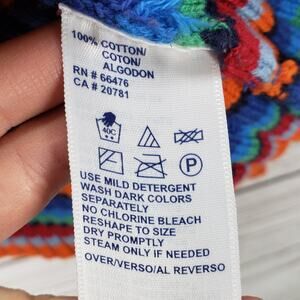 100% COTTON/
COTON/
ALGODON
RN # 66476
CA # 20781
40C
P
USE MILD DETERGENT
WASH DARK COLORS
SEPARATELY
NO CHLORINE BLEACH
RESHAPE TO SIZE
DRY PROMPTLY
STEAM ONLY IF NEEDED
OVER/VERSO/AL REVERSO